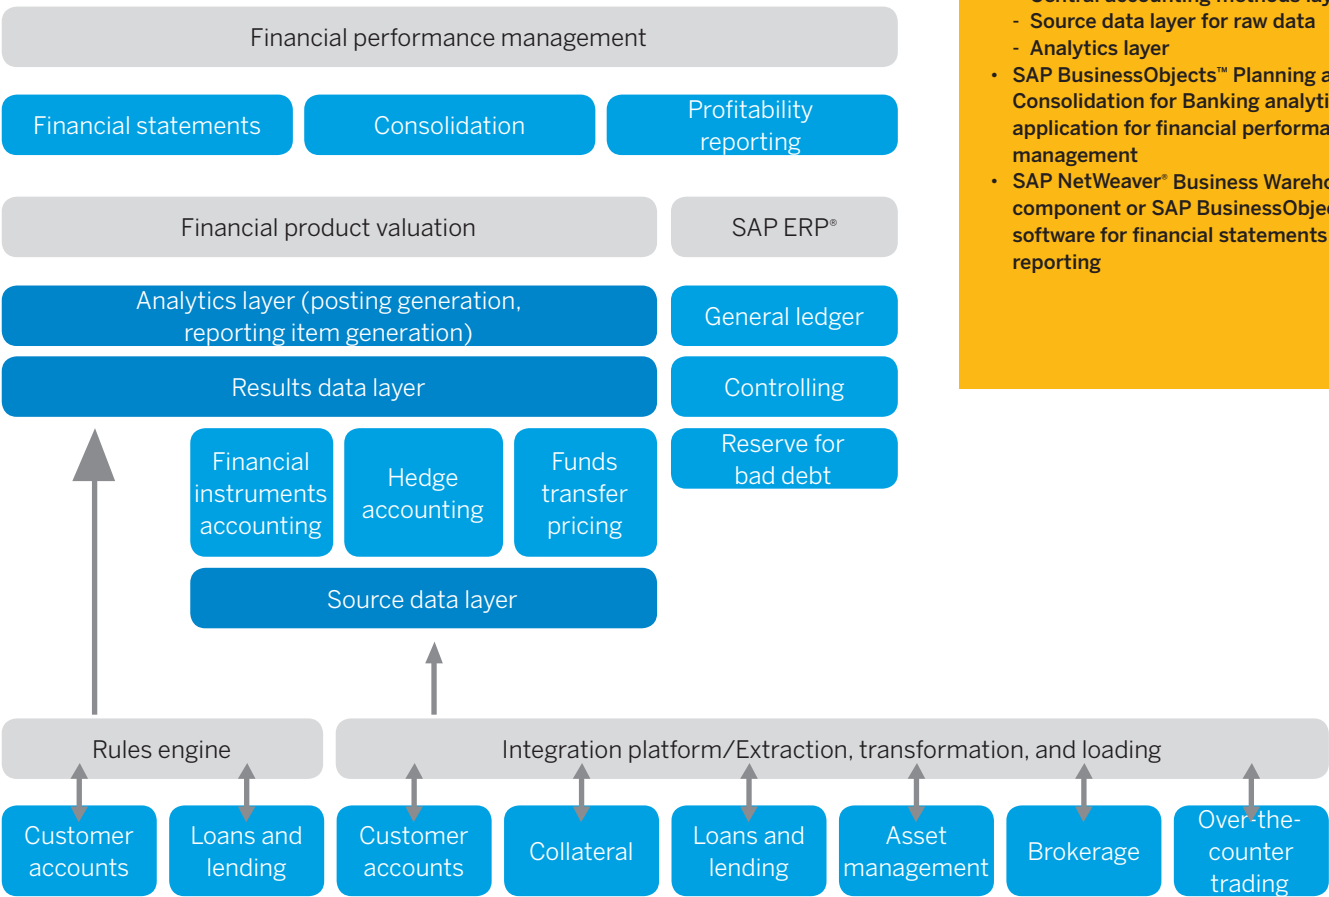 Financial performance management
Financial statements
Consolidation
Profitability
reporting
Financial product valuation
SAP ERP®
Analytics layer (posting generation,
reporting item generation)
General ledger
Results data layer
Controlling
Financial
instruments
accounting
Hedge
accounting
Funds
transfer
pricing
Reserve for
bad debt
Source data layer
Rules engine
Integration platform/Extraction, transformation, and loading
Customer
accounts
Loans and
lending
Customer
accounts
Collateral
Loans and
lending
Asset
management
Brokerage
Over-the-
counter
trading
- Source data layer for raw data
- Analytics layer
• SAP BusinessObjects™ Planning
Consolidation for Banking
application for financial
management
• SAP NetWeaver® Business
component or SAP
software for financial statements
reporting